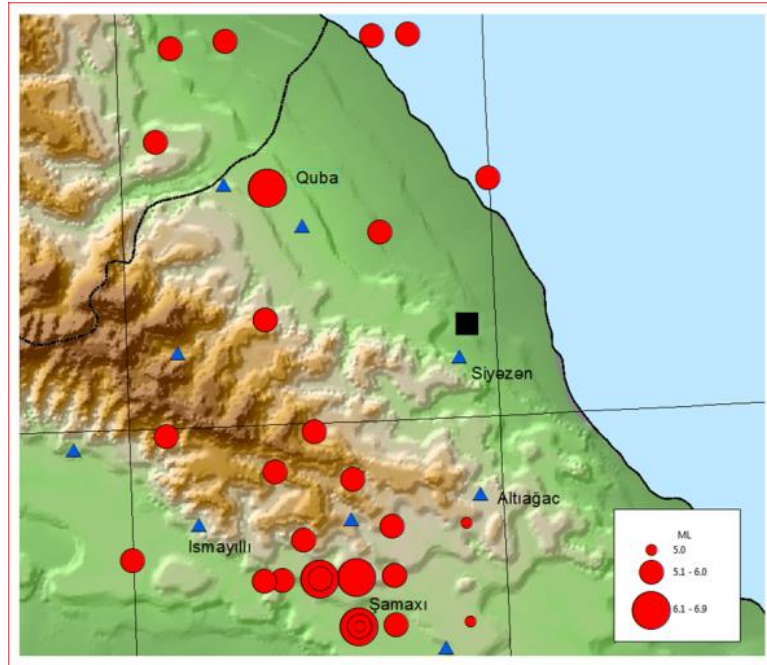 Quba
Siyəzən
Altıağac
Ismayıllı
Şamaxı
ML
5.0
5.1 - 6.0
6.1 - 6.9